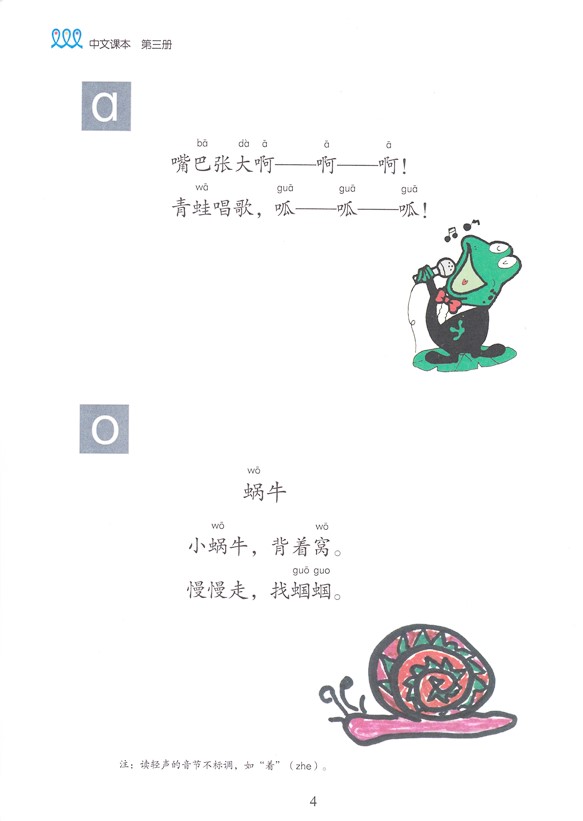 中文课本 第三册
ɑ
bā dà ā ā ā
嘴巴张大啊——啊——啊！
wā guā guā guā
青蛙唱歌，呱——呱——呱！
o
wō
蜗牛
wō wō
小蜗牛，背着窝。
guō guo
慢慢走，找蝈蝈。
注：读轻声的音节不标调，如“着”（zhe）。
4